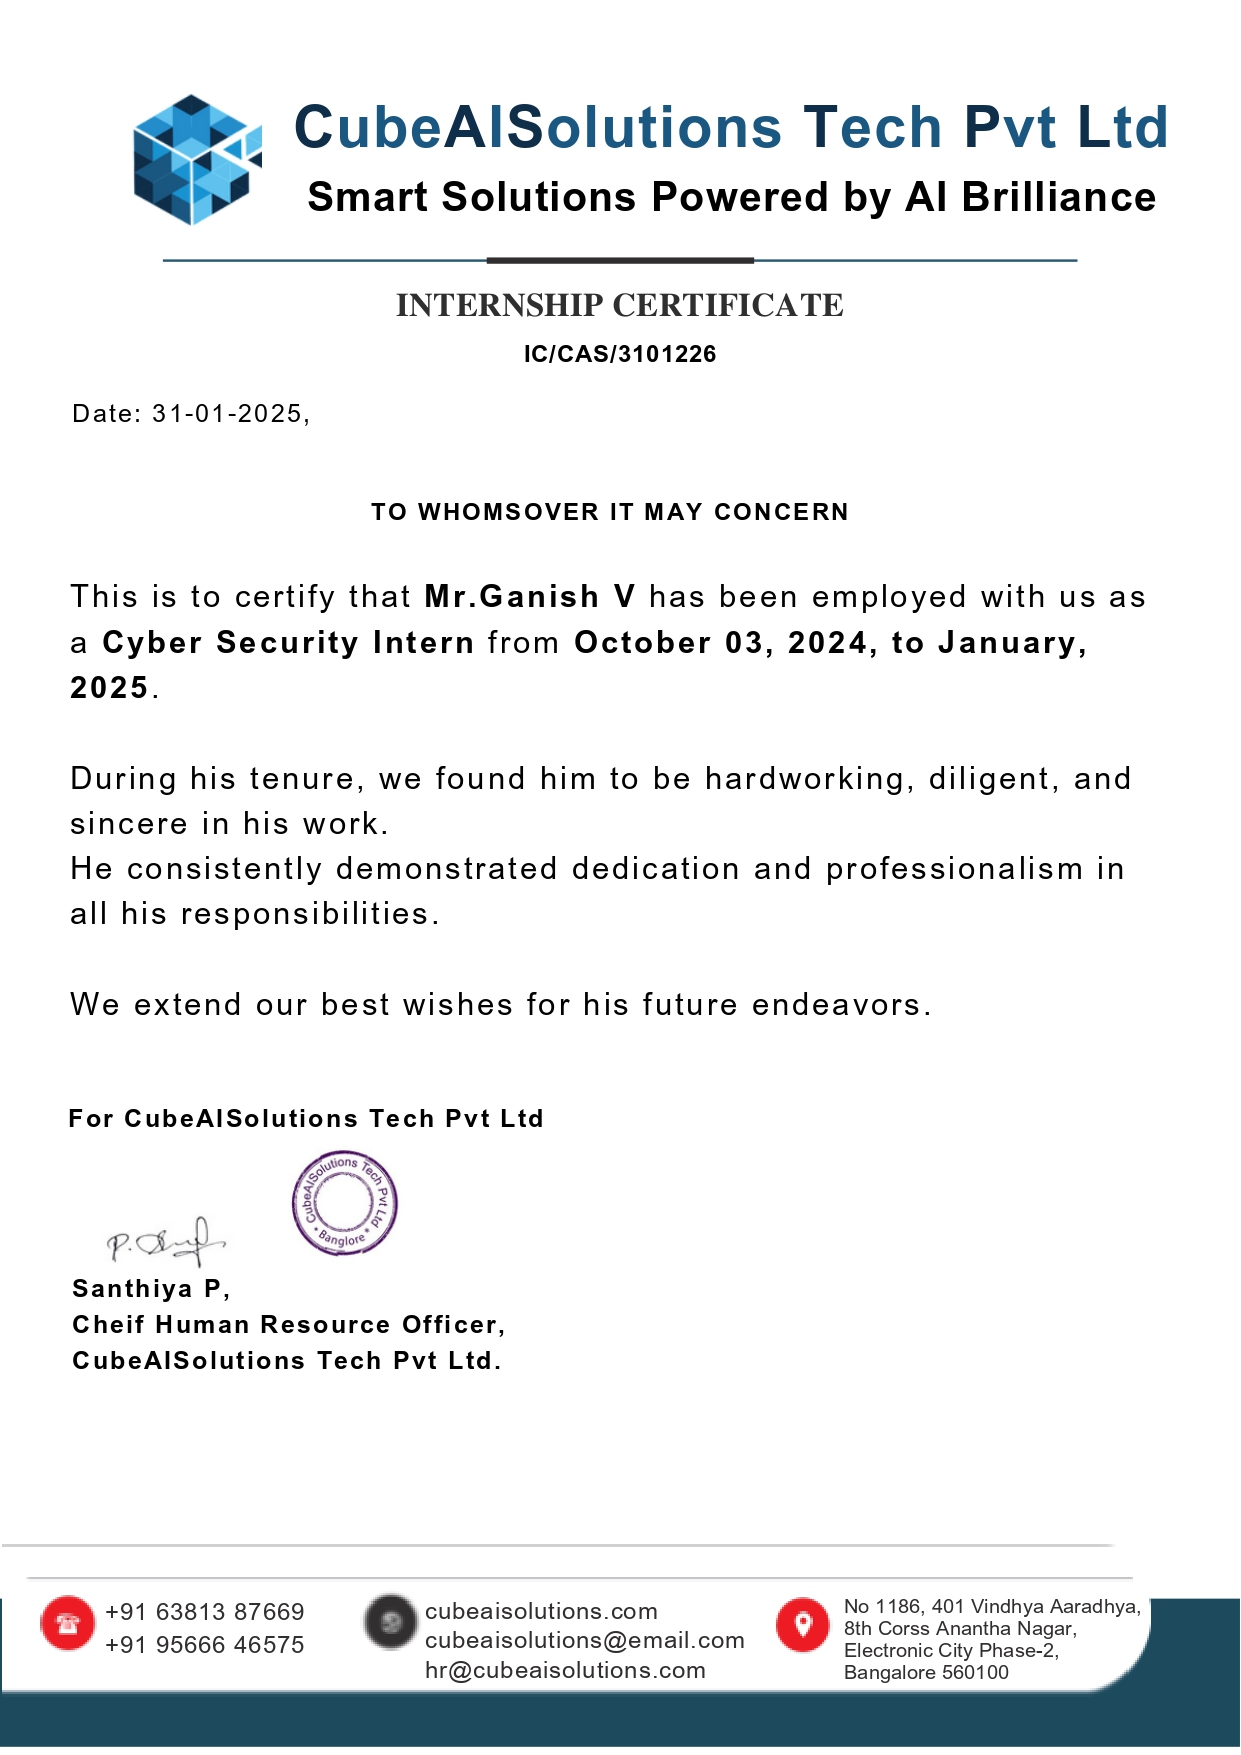 CubeAISolutions Tech Pvt Ltd
Smart Solutions Powered by AI Brilliance
INTERNSHIP CERTIFICATE
IC/CAS/3101226
Date: 31-01-2025,
TO WHOMSOVER IT MAY CONCERN
This is to certify that Mr.Ganish V has been employed with us as
a Cyber Security Intern from October 03, 2024, to January,
2025.
During his tenure, we found him to be hardworking, diligent, and
sincere in his work.
He consistently demonstrated dedication and professionalism in
all his responsibilities.
We extend our best wishes for his future endeavors.
For CubeAISolutions Tech Pvt Ltd
CubeAISolutions Tech Pvt Ltd
* Banglore *
Santhiya P,
Cheif Human Resource Officer,
CubeAISolutions Tech Pvt Ltd.
+91 63813 87669
+91 95666 46575
cubeaisolutions.com
cubeaisolutions@email.com
hr@cubeaisolutions.com
No 1186, 401 Vindhya Aaradhya,
8th Corss Anantha Nagar,
Electronic City Phase-2,
Bangalore 560100